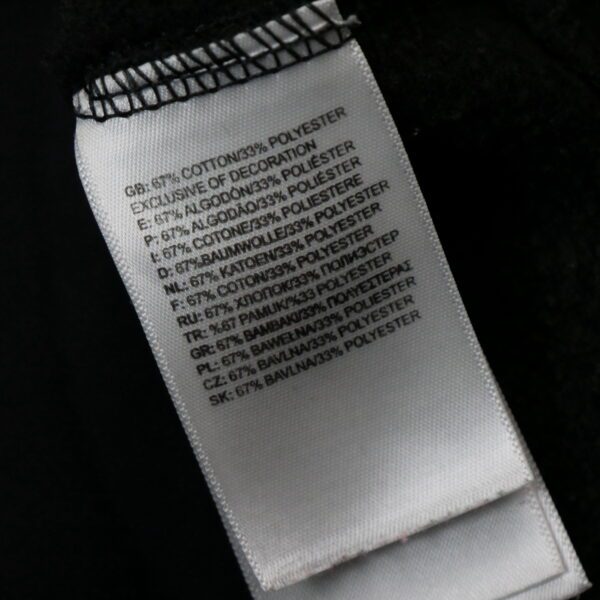 GB: 67% COTTON/33% POLYESTER
EXCLUSIVE OF DECORATION
E: 67% ALGODÓN/33% POLIÉSTER
P: 67% ALGODÃO/33% POLIÉSTER
I: 67% COTONE/33% POLIESTERE
D: 67%BAUMWOLLE/33% POLYESTER
NL: 67% KATOEN/33% POLYESTER
F: 67% COTON/33% POLYESTER
RU: 67% ХЛОПОК/33% ПОЛИЭСТЕР
TR: %67 PAMUK/%33 POLYESTER
GR: 67% ΒΑΜΒΑΚΙ/33% ΠΟΛΥΕΣΤΕΡΑΣ
PL: 67% BAWEŁNA/33% POLIESTER
CZ: 67% BAVLNA/33% POLYESTER
SK: 67% BAVLNA/33% POLYESTER